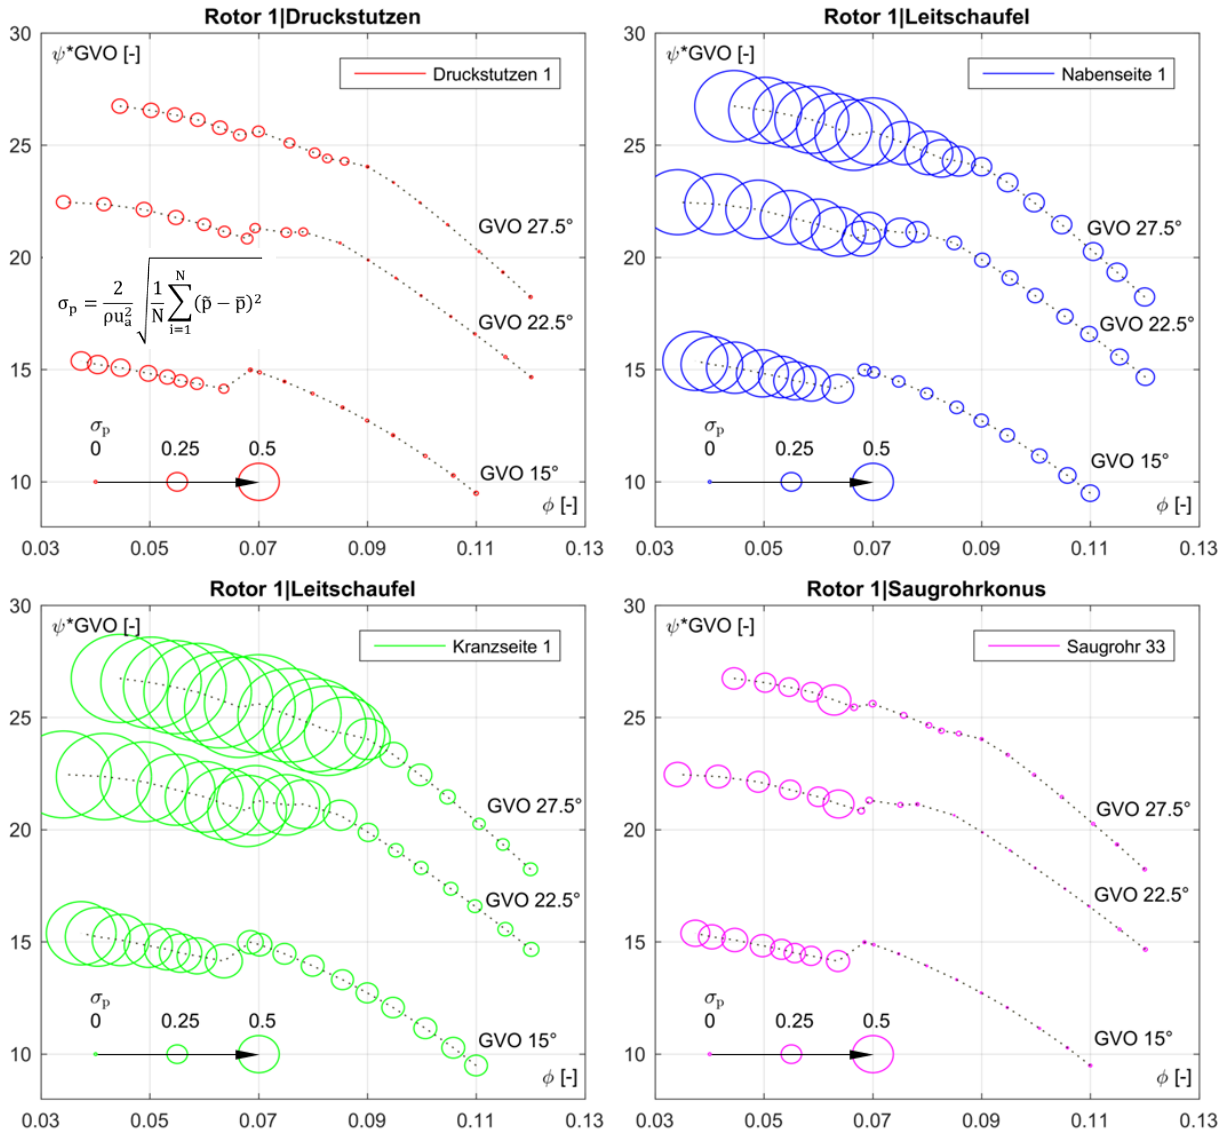 Rotor 1|Druckstutzen
30
ψ*GVO [-]
Druckstutzen 1
25
GVO 27.5°
20
σp = 2/(ρu_a^2) √(1/N ∑_{i=1}^{N} (p̃ − p̄)²)
GVO 22.5°
15
σp
0 0.25 0.5
GVO 15°
10
ϕ [-]
0.03 0.05 0.07 0.09 0.11 0.13
Rotor 1|Leitschaufel
30
ψ*GVO [-]
Nabenseite 1
25
GVO 27.5°
20
GVO 22.5°
15
σp
0 0.25 0.5
GVO 15°
10
ϕ [-]
0.03 0.05 0.07 0.09 0.11 0.13
Rotor 1|Leitschaufel
30
ψ*GVO [-]
Kranzseite 1
25
GVO 27.5°
20
GVO 22.5°
15
σp
0 0.25 0.5
GVO 15°
10
ϕ [-]
0.03 0.05 0.07 0.09 0.11 0.13
Rotor 1|Saugrohrkonus
30
ψ*GVO [-]
Saugrohr 33
25
GVO 27.5°
20
GVO 22.5°
15
σp
0 0.25 0.5
GVO 15°
10
ϕ [-]
0.03 0.05 0.07 0.09 0.11 0.13